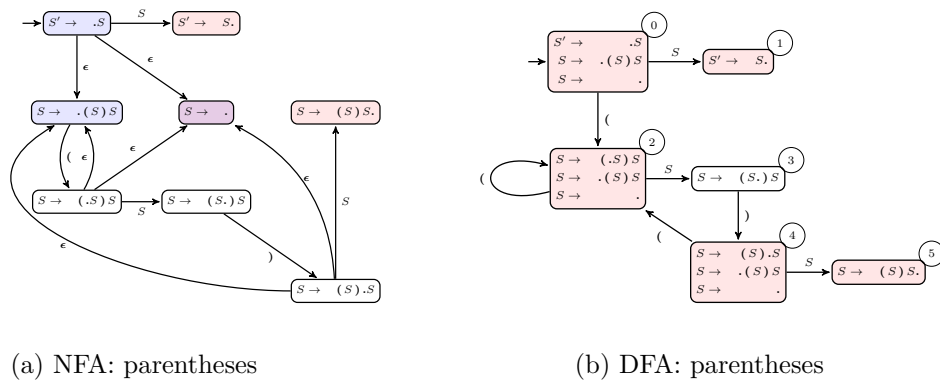 S′ → .S
S
S′ → S.
ϵ
ϵ
S → .(S)S
S → .
S → (S)S.
(
ϵ
ϵ
ϵ
S
S → (.S)S
S
S → (S.)S
ϵ
)
S → (S).S
(a) NFA: parentheses
0
S′ → .S
S → .(S)S
S → .
S
1
S′ → S.
(
2
S → (.S)S
S → .(S)S
S → .
(
S
3
S → (S.)S
)
(
4
S → (S).S
S → .(S)S
S → .
S
5
S → (S)S.
(b) DFA: parentheses